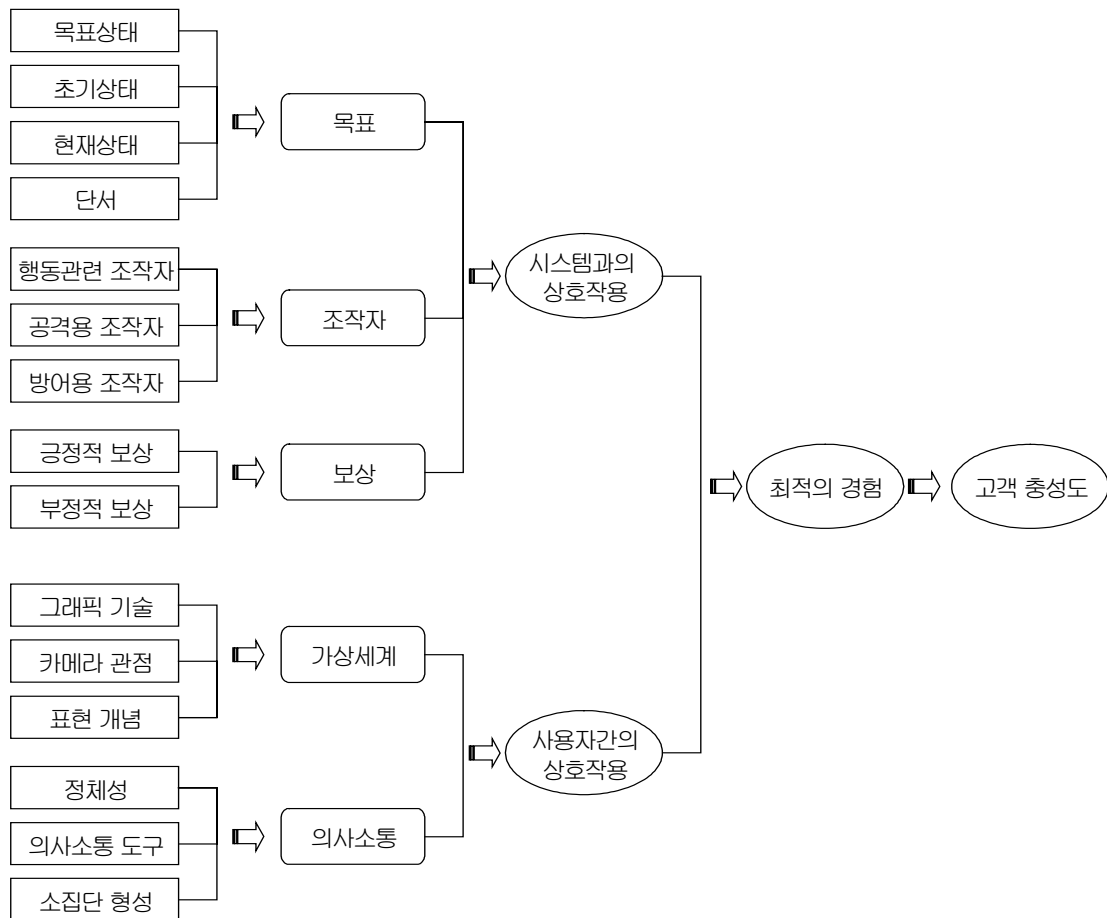 목표상태
초기상태
현재상태
단서
목표
행동관련 조작자
공격용 조작자
방어용 조작자
조작자
시스템과의
상호작용
긍정적 보상
부정적 보상
보상
최적의 경험
고객 충성도
그래픽 기술
카메라 관점
표현 개념
가상세계
사용자간의
상호작용
정체성
의사소통 도구
소집단 형성
의사소통